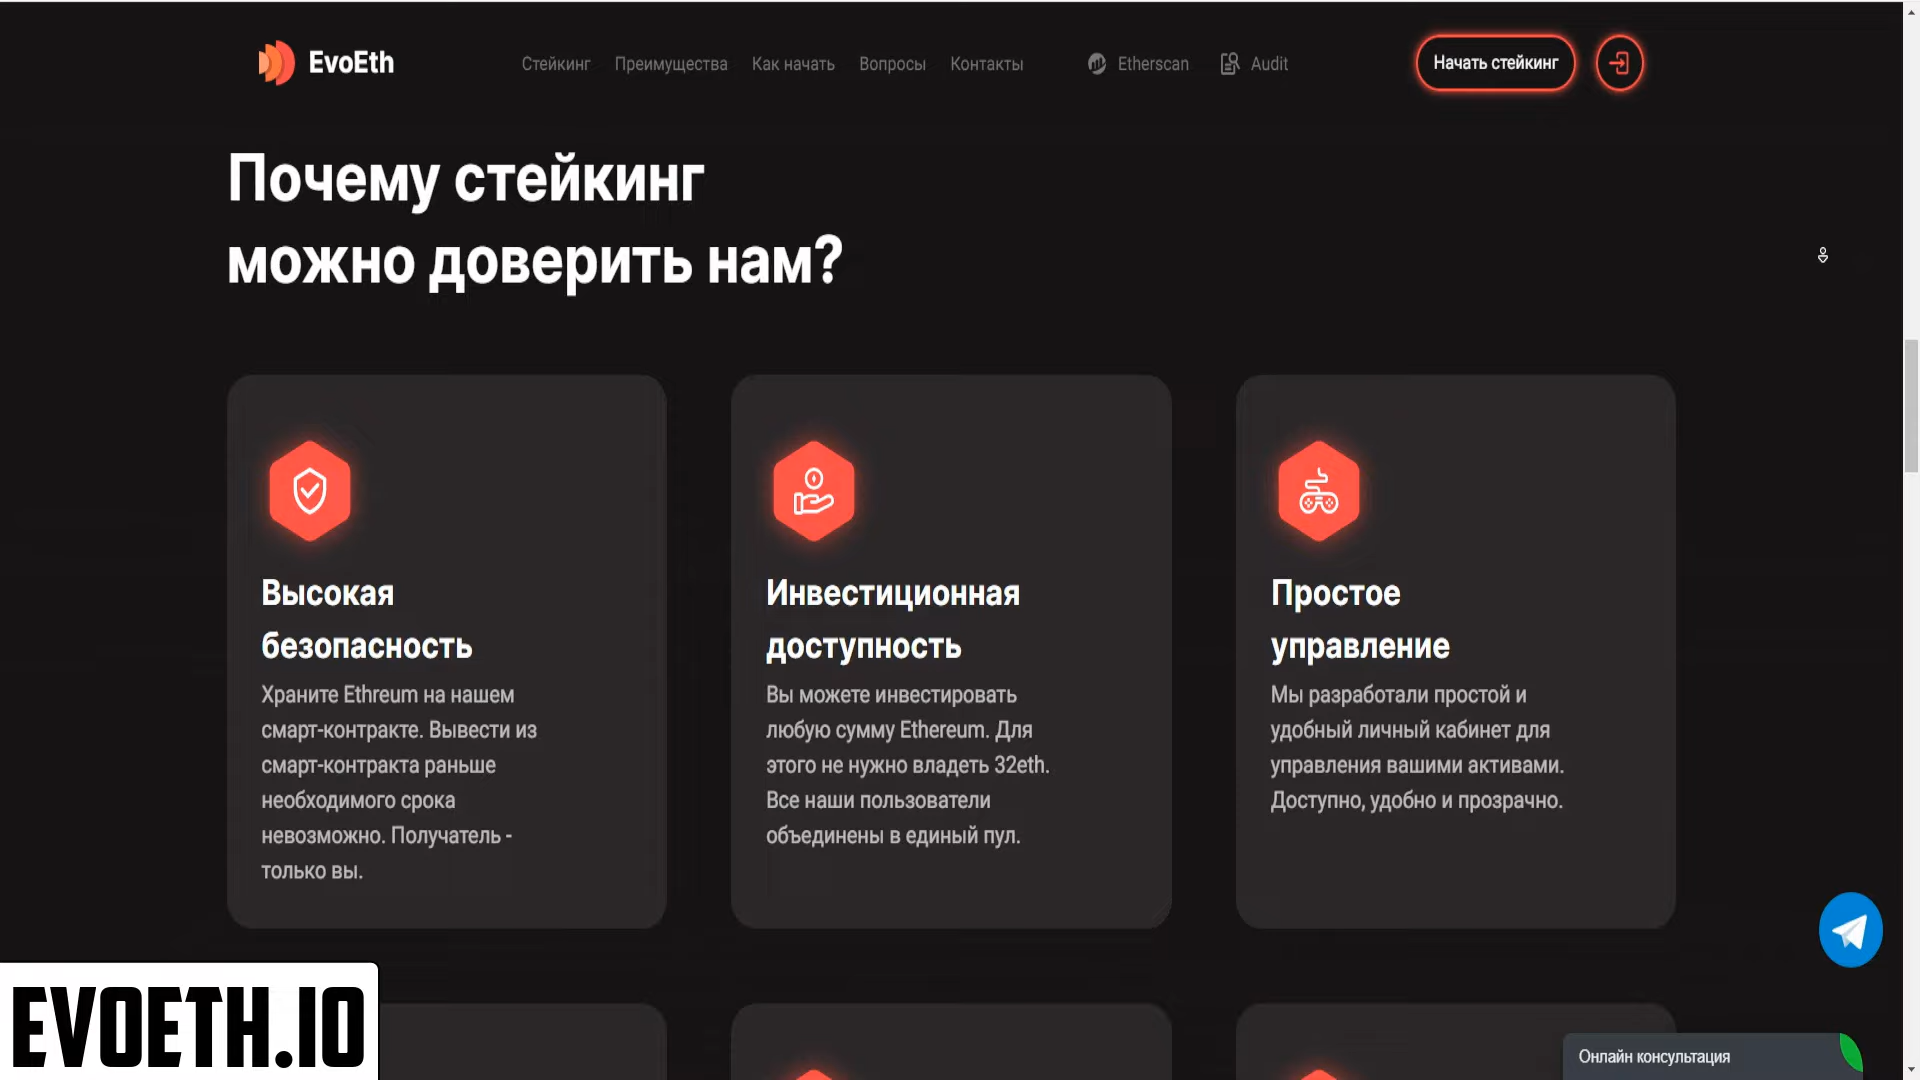 EvoEth
Стейкинг Преимущества Как начать Вопросы Контакты Etherscan Audit
Начать стейкинг
Почему стейкинг
можно доверить нам?
Высокая
безопасность
Храните Ethreum на нашем
смарт-контракте. Вывести из
смарт-контракта раньше
необходимого срока
невозможно. Получатель -
только вы.
Инвестиционная
доступность
Вы можете инвестировать
любую сумму Ethereum. Для
этого не нужно владеть 32eth.
Все наши пользователи
объединены в единый пул.
Простое
управление
Мы разработали простой и
удобный личный кабинет для
управления вашими активами.
Доступно, удобно и прозрачно.
EVOETH.IO
Онлайн консультация